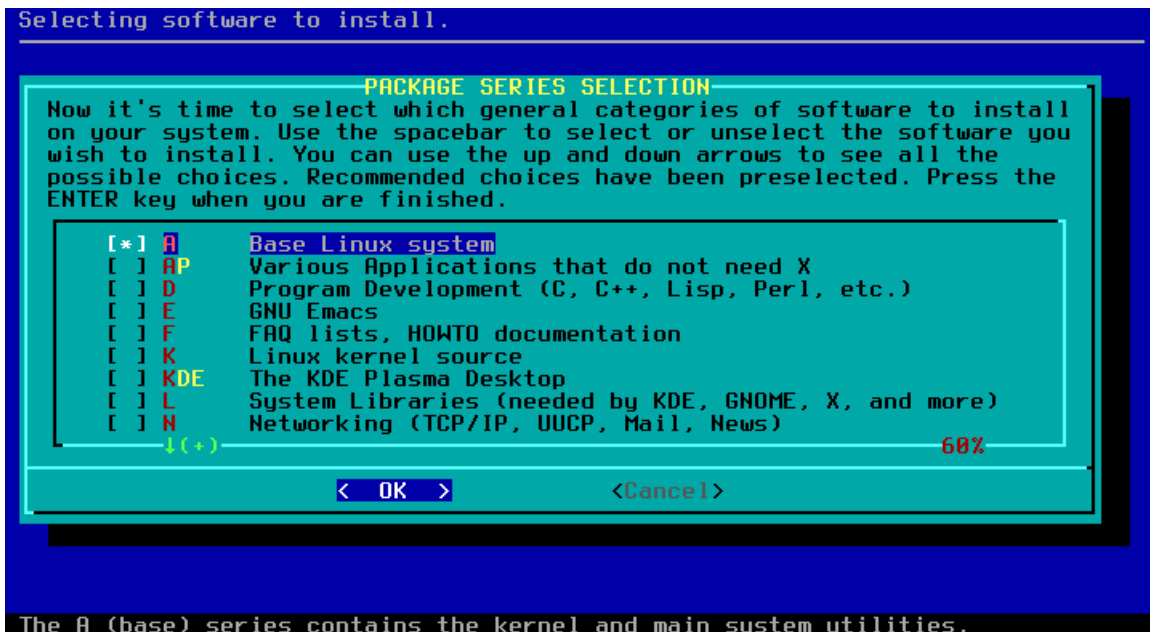 Selecting software to install.
PACKAGE SERIES SELECTION
Now it's time to select which general categories of software to install
on your system. Use the spacebar to select or unselect the software you
wish to install. You can use the up and down arrows to see all the
possible choices. Recommended choices have been preselected. Press the
ENTER key when you are finished.
[*] A Base Linux system
[ ] AP Various Applications that do not need X
[ ] D Program Development (C, C++, Lisp, Perl, etc.)
[ ] E GNU Emacs
[ ] F FAQ lists, HOWTO documentation
[ ] K Linux kernel source
[ ] KDE The KDE Plasma Desktop
[ ] L System Libraries (needed by KDE, GNOME, X, and more)
[ ] N Networking (TCP/IP, UUCP, Mail, News)
↓(+) 60%
< OK > <Cancel>
The A (base) series contains the kernel and main system utilities.